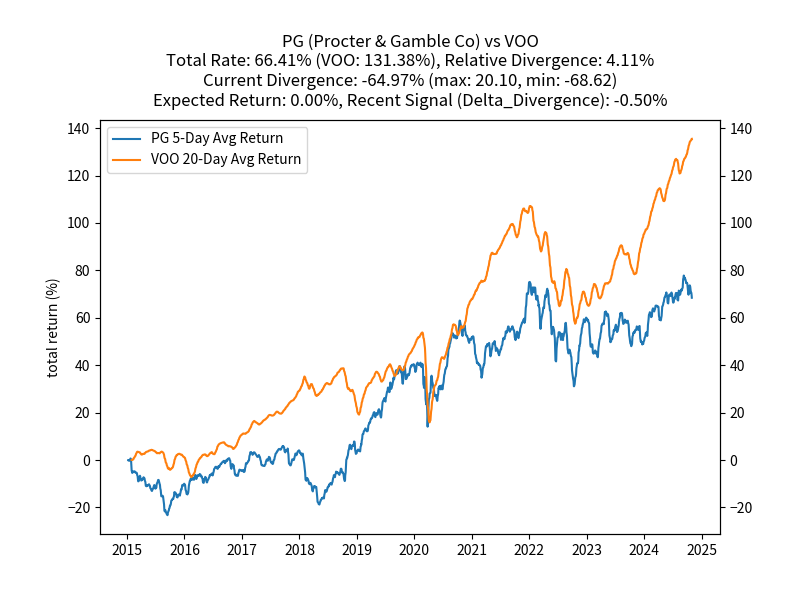 PG (Procter & Gamble Co) vs VOO
Total Rate: 66.41% (VOO: 131.38%), Relative Divergence: 4.11%
Current Divergence: -64.97% (max: 20.10, min: -68.62)
Expected Return: 0.00%, Recent Signal (Delta_Divergence): -0.50%
PG 5-Day Avg Return
VOO 20-Day Avg Return
total return (%)
140
120
100
80
60
40
20
0
−20
140
120
100
80
60
40
20
0
−20
2015 2016 2017 2018 2019 2020 2021 2022 2023 2024 2025